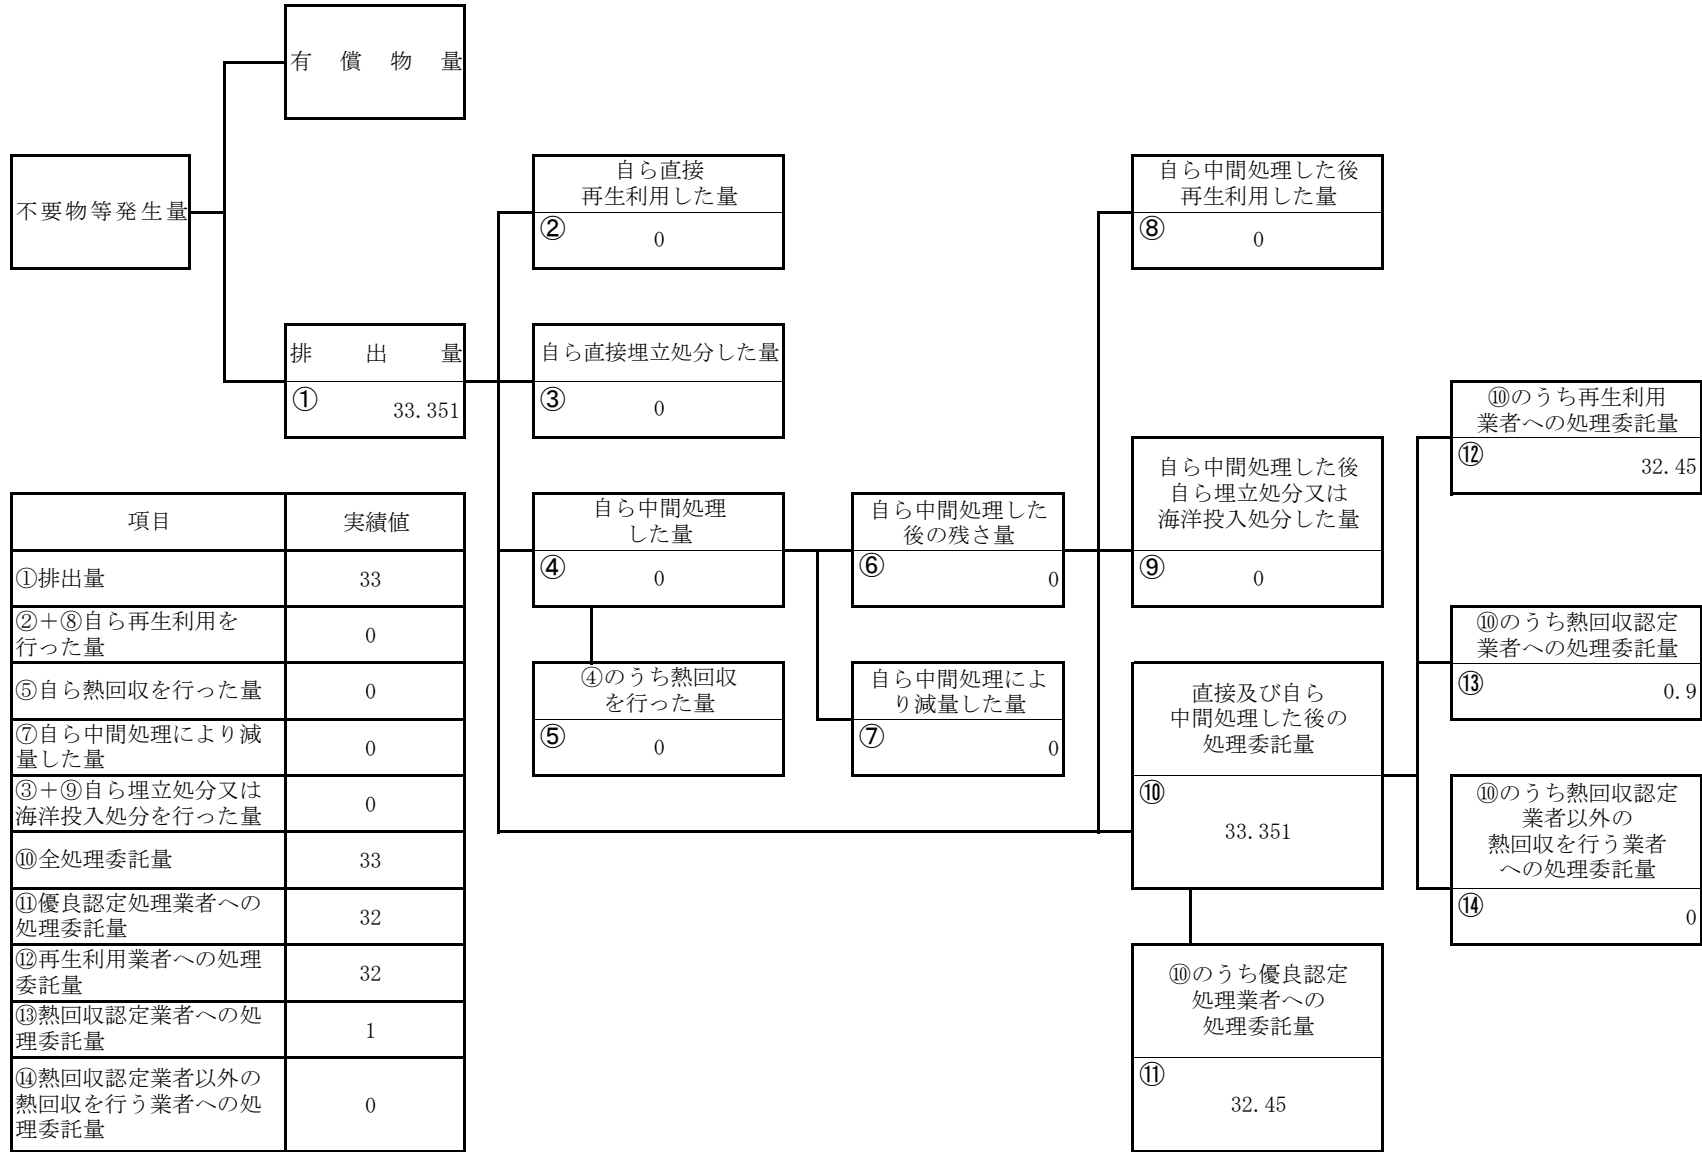 有償物量
不要物等発生量
自ら直接
再生利用した量
② 0
自ら中間処理した後
再生利用した量
⑧ 0
排出量
① 33.351
自ら直接埋立処分した量
③ 0
⑩のうち再生利用
業者への処理委託量
⑫ 32.45
自ら中間処理
した量
④ 0
自ら中間処理した
後の残さ量
⑥ 0
自ら中間処理した後
自ら埋立処分又は
海洋投入処分した量
⑨ 0
⑩のうち熱回収認定
業者への処理委託量
⑬ 0.9
④のうち熱回収
を行った量
⑤ 0
自ら中間処理によ
り減量した量
⑦ 0
直接及び自ら
中間処理した後の
処理委託量
⑩ 33.351
⑩のうち熱回収認定
業者以外の
熱回収を行う業者
への処理委託量
⑭ 0
⑩のうち優良認定
処理業者への
処理委託量
⑪ 32.45
項目 実績値
①排出量 33
②+⑧自ら再生利用を
行った量 0
⑤自ら熱回収を行った量 0
⑦自ら中間処理により減
量した量 0
③+⑨自ら埋立処分又は
海洋投入処分を行った量 0
⑩全処理委託量 33
⑪優良認定処理業者への
処理委託量 32
⑫再生利用業者への処理
委託量 32
⑬熱回収認定業者への処
理委託量 1
⑭熱回収認定業者以外の
熱回収を行う業者への処
理委託量 0